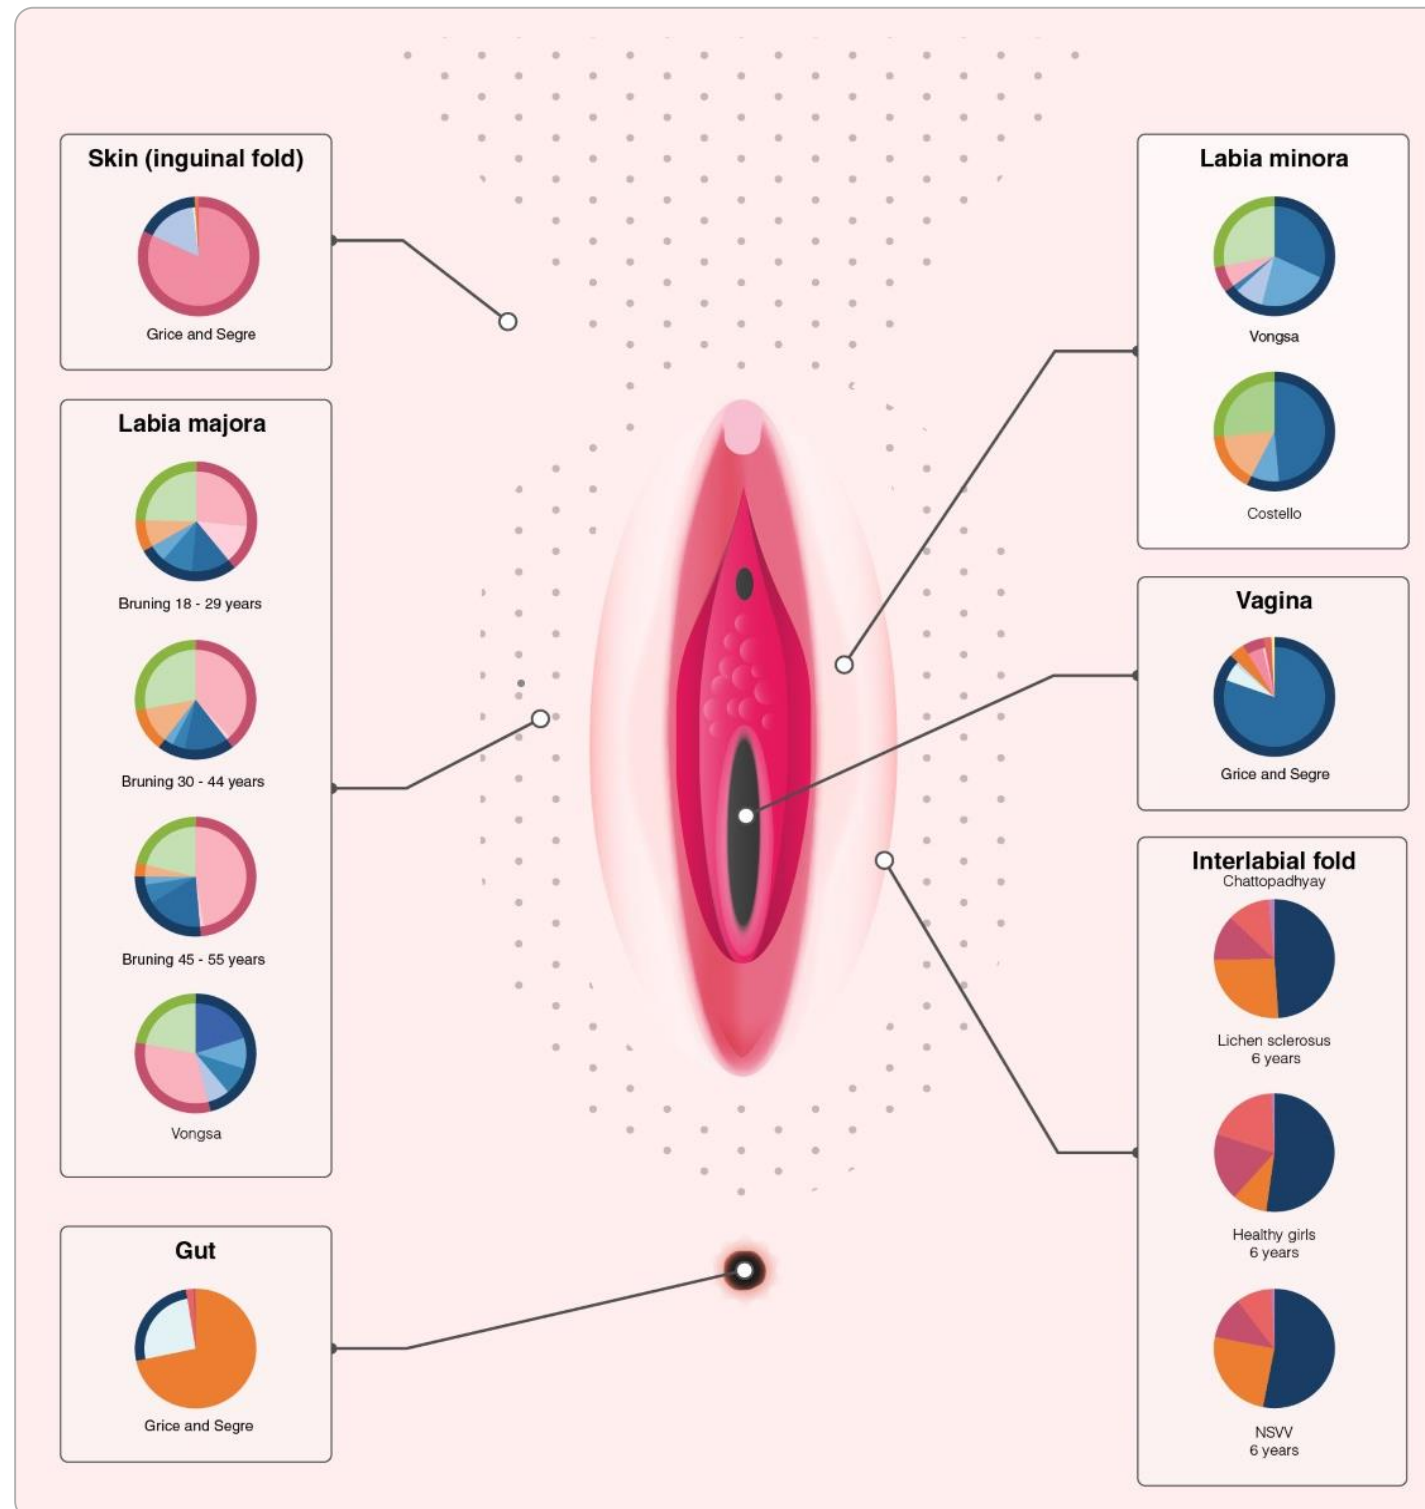 Skin (inguinal fold)
Grice and Segre
Labia majora
Bruning 18 - 29 years
Bruning 30 - 44 years
Bruning 45 - 55 years
Vongsa
Gut
Grice and Segre
Labia minora
Vongsa
Costello
Vagina
Grice and Segre
Interlabial fold
Chattopadhyay
Lichen sclerosus
6 years
Healthy girls
6 years
NSVV
6 years